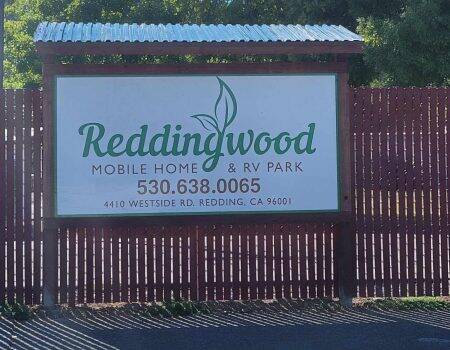 Reddingwood
MOBILE HOME & RV PARK
530.638.0065
4410 WESTSIDE RD. REDDING, CA 96001